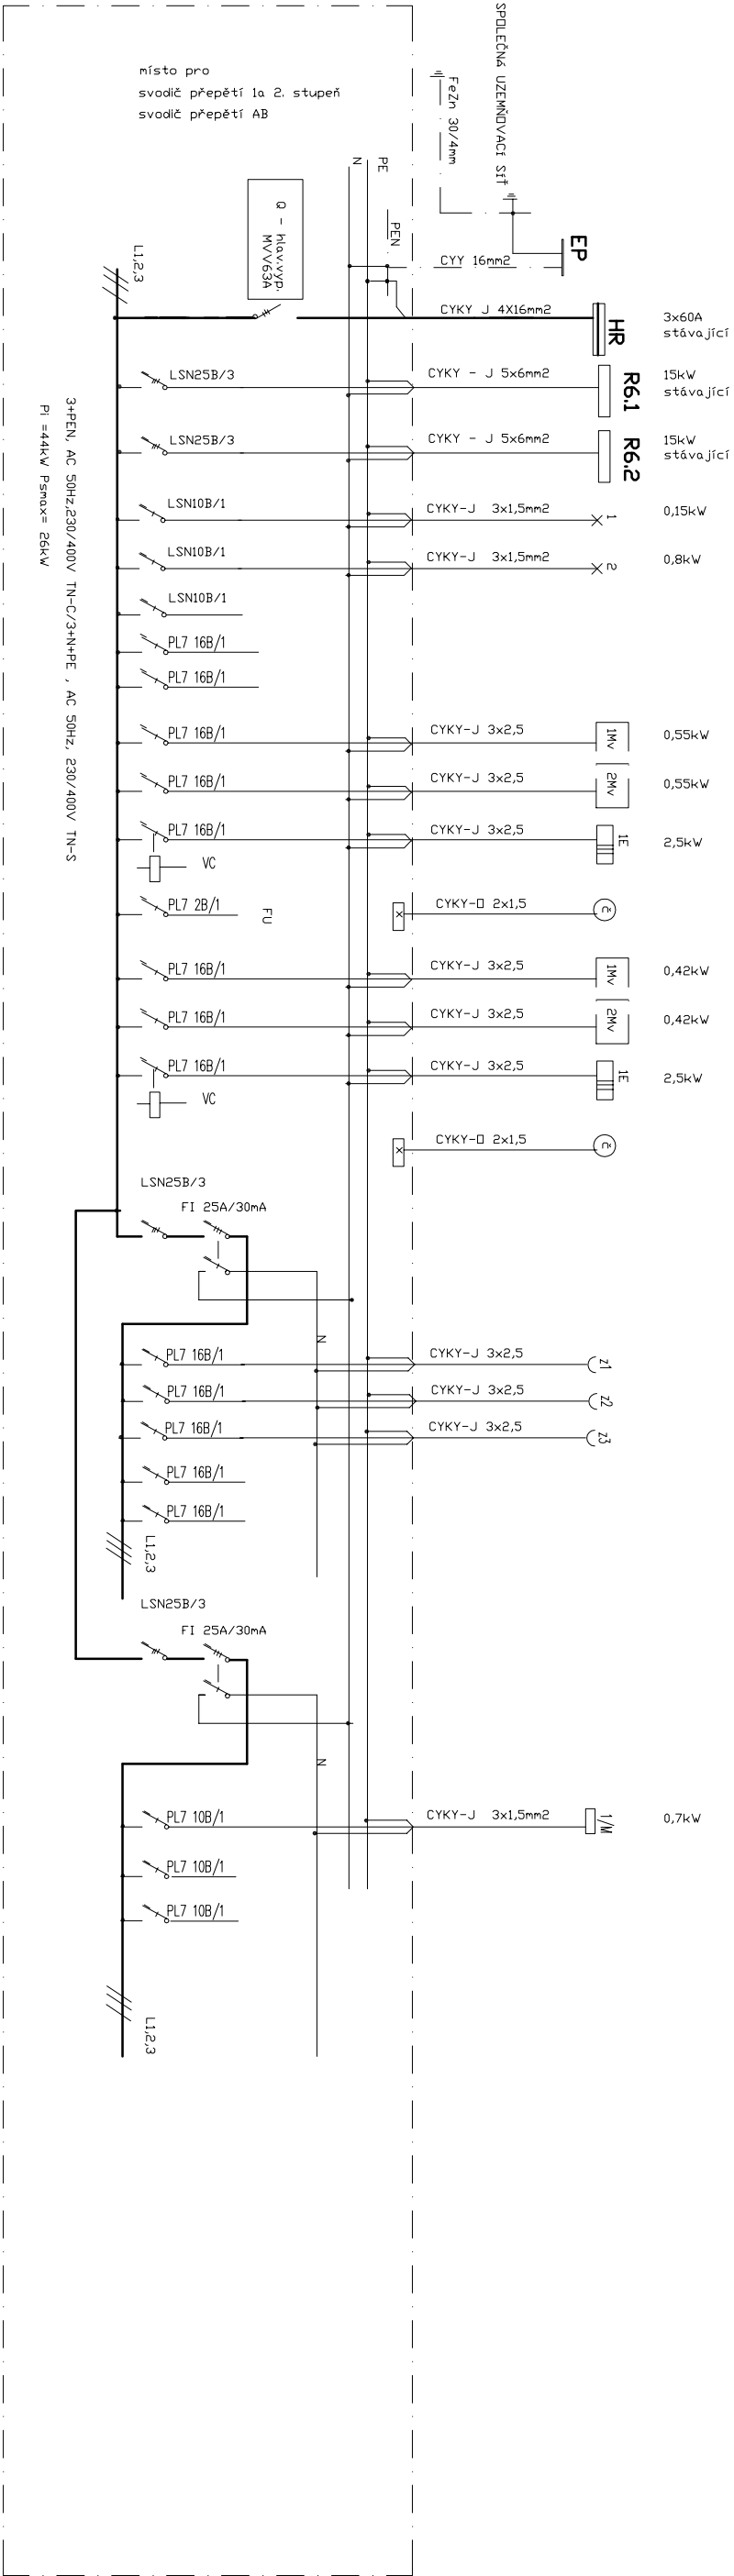 SPOLEČNÁ UZEMŇOVACÍ SÍŤ
místo pro
svodič přepětí 1a 2. stupeň
svodič přepětí AB
FeZn 30/4mm
PE
N
PEN
EP
CYY 16mm2
Q - hlav.vyp.
MVV63A
L1,2,3
CYKY J 4X16mm2
HR
3x60A
stávající
LSN25B/3
CYKY - J 5x6mm2
R6.1
15kW
stávající
LSN25B/3
CYKY - J 5x6mm2
R6.2
15kW
stávající
3+PEN, AC 50Hz,230/400V TN-C/3+N+PE , AC 50Hz, 230/400V TN-S
Pi =44kW Psmax= 26kW
LSN10B/1
CYKY-J 3x1,5mm2
1
0,15kW
LSN10B/1
CYKY-J 3x1,5mm2
2
0,8kW
LSN10B/1
PL7 16B/1
PL7 16B/1
PL7 16B/1
CYKY-J 3x2,5
1Mv
0,55kW
PL7 16B/1
CYKY-J 3x2,5
2Mv
0,55kW
PL7 16B/1
CYKY-J 3x2,5
1E
2,5kW
VC
PL7 2B/1
FU
CYKY-O 2x1,5
č
PL7 16B/1
CYKY-J 3x2,5
1Mv
0,42kW
PL7 16B/1
CYKY-J 3x2,5
2Mv
0,42kW
PL7 16B/1
CYKY-J 3x2,5
1E
2,5kW
VC
CYKY-O 2x1,5
č
LSN25B/3
FI 25A/30mA
N
PL7 16B/1
CYKY-J 3x2,5
z1
PL7 16B/1
CYKY-J 3x2,5
z2
PL7 16B/1
CYKY-J 3x2,5
z3
PL7 16B/1
PL7 16B/1
L1,2,3
LSN25B/3
FI 25A/30mA
N
PL7 10B/1
CYKY-J 3x1,5mm2
1/M
0,7kW
PL7 10B/1
PL7 10B/1
L1,2,3